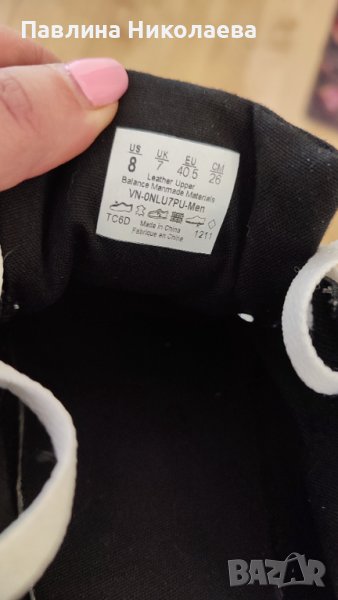 Павлина Николаева
US UK EU CM
8 7 40.5 26
Leather Upper
Balance Manmade Materials
VN-0NLU7PU-Men
TC6D Made in China 1211
Fabriqué en Chine
BAZAR